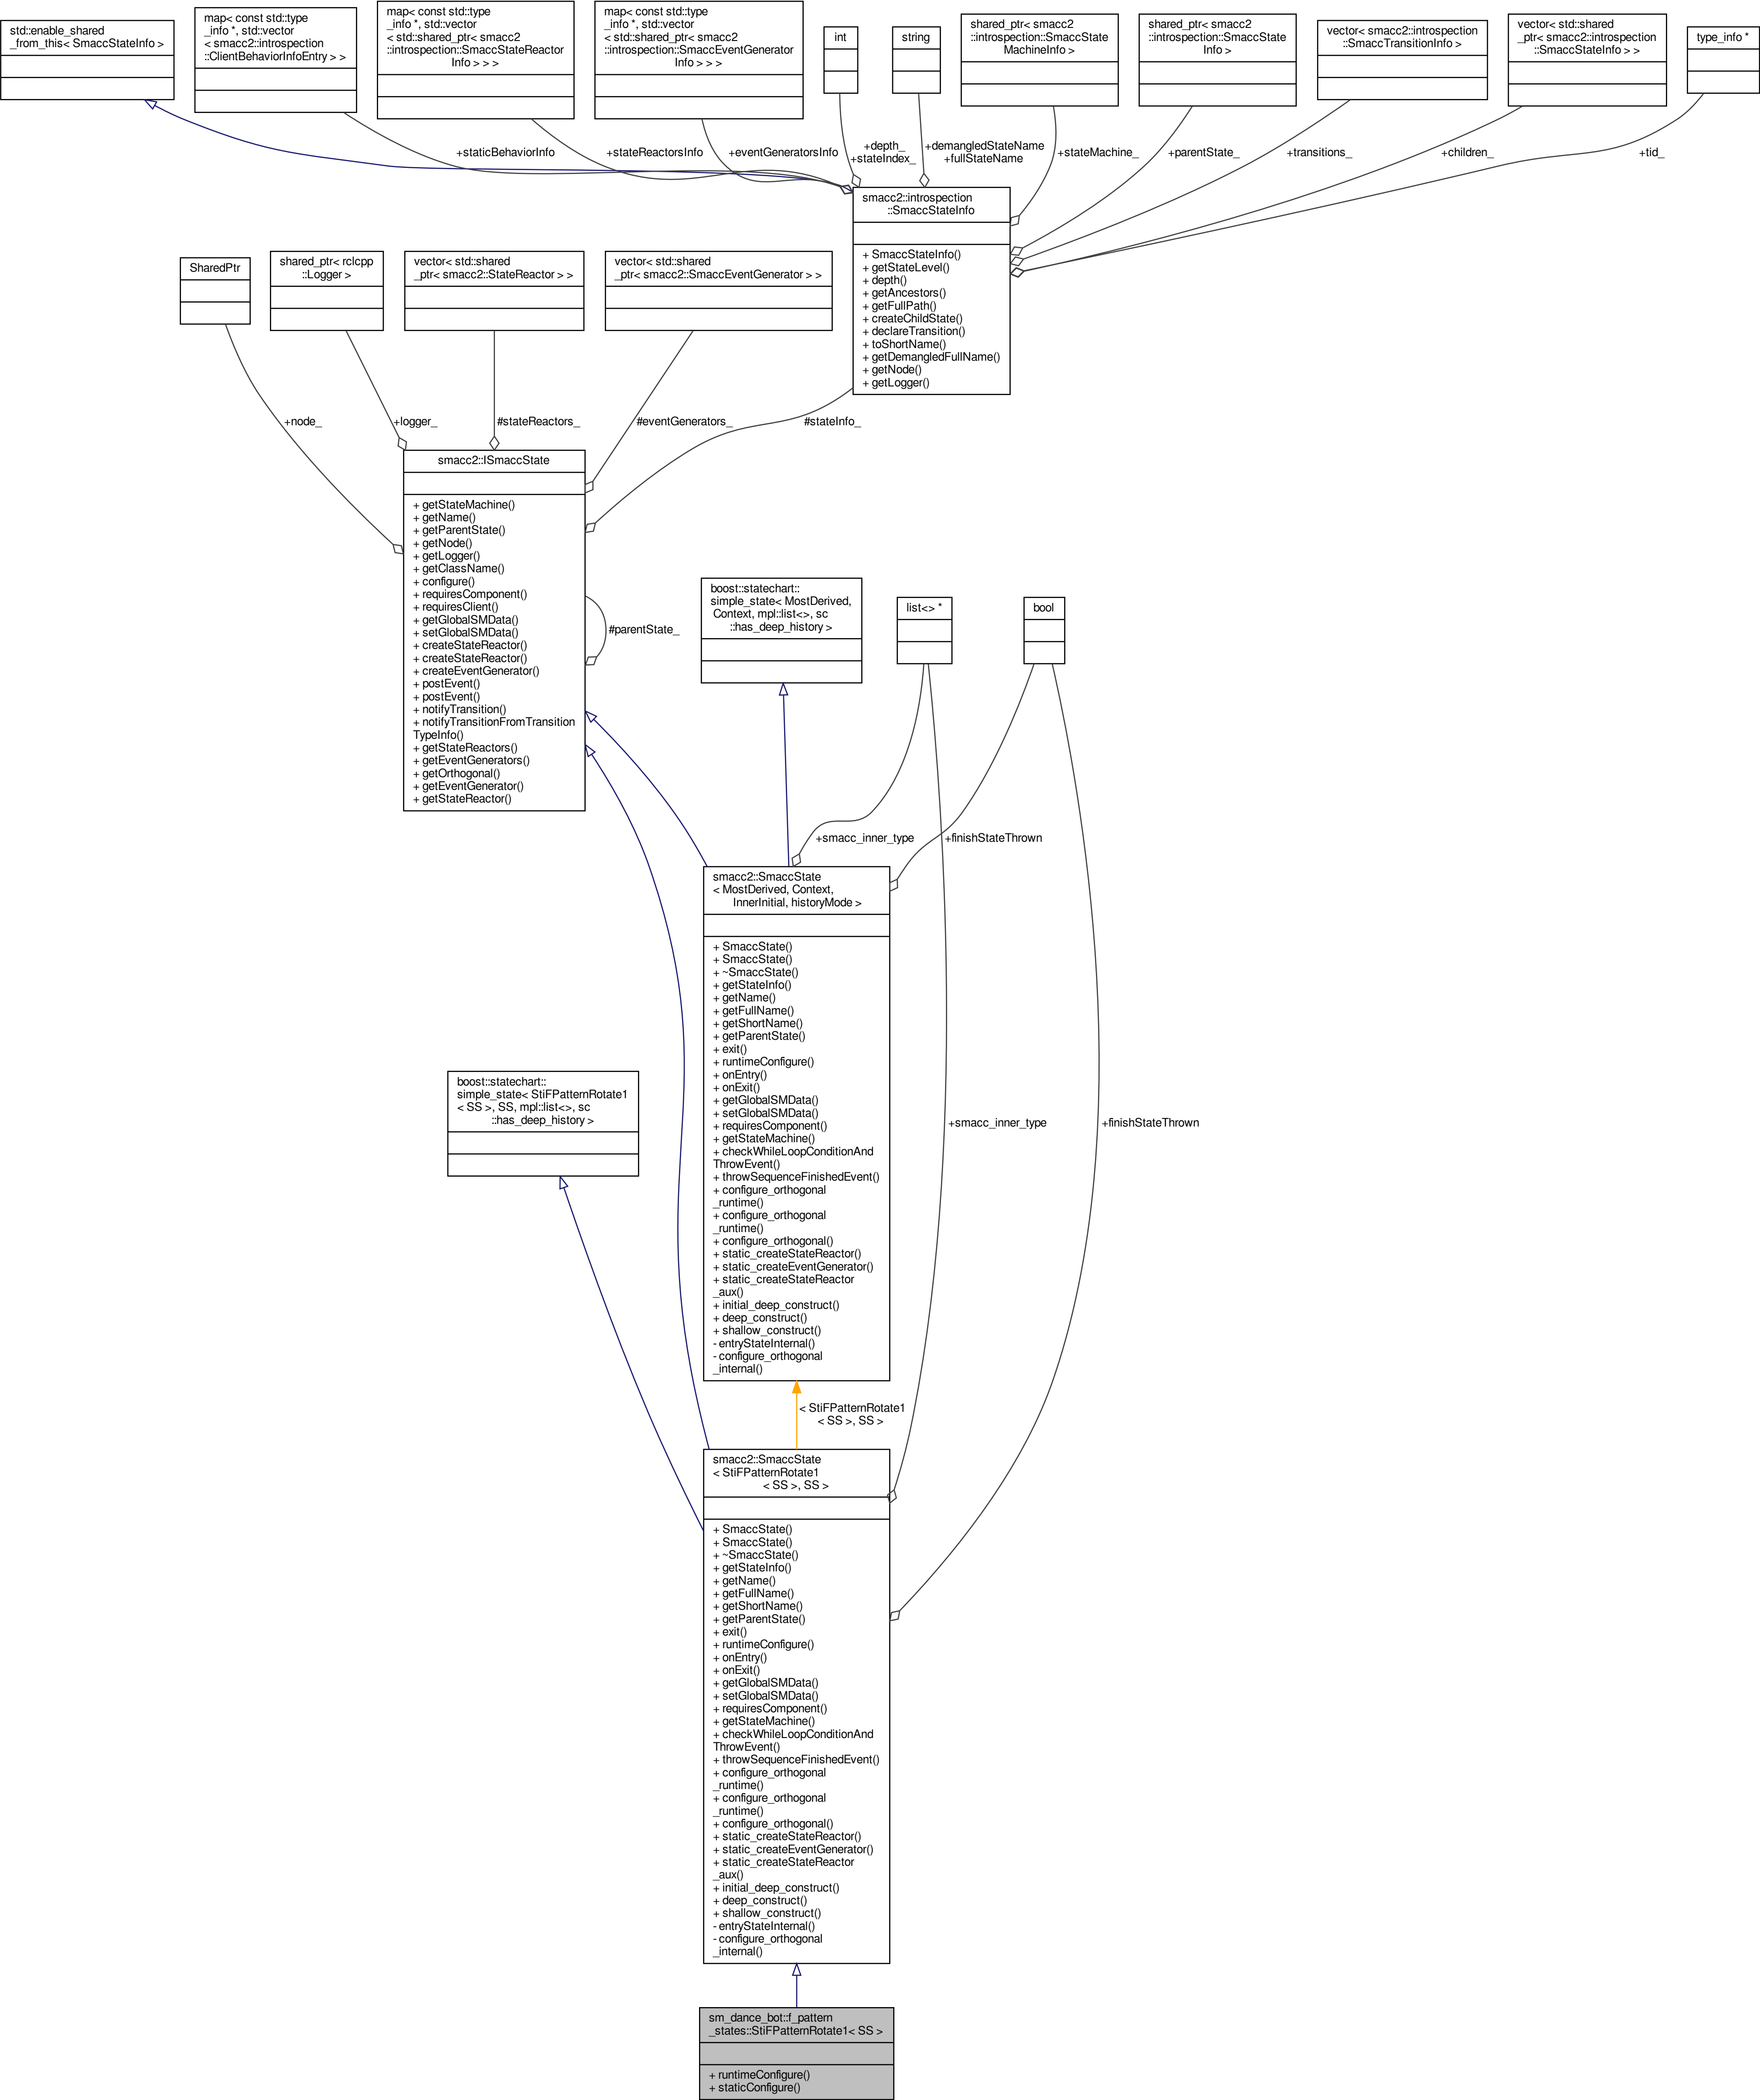 std::enable_shared
_from_this< SmaccStateInfo >
map< const std::type
_info *, std::vector
< smacc2::introspection
::ClientBehaviorInfoEntry > >
map< const std::type
_info *, std::vector
< std::shared_ptr< smacc2
::introspection::SmaccStateReactor
Info > > >
map< const std::type
_info *, std::vector
< std::shared_ptr< smacc2
::introspection::SmaccEventGenerator
Info > > >
int
string
shared_ptr< smacc2
::introspection::SmaccState
MachineInfo >
shared_ptr< smacc2
::introspection::SmaccState
Info >
vector< smacc2::introspection
::SmaccTransitionInfo >
vector< std::shared
_ptr< smacc2::introspection
::SmaccStateInfo > >
type_info *
+staticBehaviorInfo
+stateReactorsInfo
+eventGeneratorsInfo
+depth_
+stateIndex_
+demangledStateName
+fullStateName
+stateMachine_
+parentState_
+transitions_
+children_
+tid_
smacc2::introspection
::SmaccStateInfo
+ SmaccStateInfo()
+ getStateLevel()
+ depth()
+ getAncestors()
+ getFullPath()
+ createChildState()
+ declareTransition()
+ toShortName()
+ getDemangledFullName()
+ getNode()
+ getLogger()
SharedPtr
shared_ptr< rclcpp
::Logger >
vector< std::shared
_ptr< smacc2::StateReactor > >
vector< std::shared
_ptr< smacc2::SmaccEventGenerator > >
+node_
+logger_
#stateReactors_
#eventGenerators_
#stateInfo_
smacc2::ISmaccState
+ getStateMachine()
+ getName()
+ getParentState()
+ getNode()
+ getLogger()
+ getClassName()
+ configure()
+ requiresComponent()
+ requiresClient()
+ getGlobalSMData()
+ setGlobalSMData()
+ createStateReactor()
+ createStateReactor()
+ createEventGenerator()
+ postEvent()
+ postEvent()
+ notifyTransition()
+ notifyTransitionFromTransition
TypeInfo()
+ getStateReactors()
+ getEventGenerators()
+ getOrthogonal()
+ getEventGenerator()
+ getStateReactor()
#parentState_
boost::statechart::
simple_state< MostDerived,
Context, mpl::list<>, sc
::has_deep_history >
list<> *
bool
+smacc_inner_type
+finishStateThrown
smacc2::SmaccState
< MostDerived, Context,
InnerInitial, historyMode >
+ SmaccState()
+ SmaccState()
+ ~SmaccState()
+ getStateInfo()
+ getName()
+ getFullName()
+ getShortName()
+ getParentState()
+ exit()
+ runtimeConfigure()
+ onEntry()
+ onExit()
+ getGlobalSMData()
+ setGlobalSMData()
+ requiresComponent()
+ getStateMachine()
+ checkWhileLoopConditionAnd
ThrowEvent()
+ throwSequenceFinishedEvent()
+ configure_orthogonal
_runtime()
+ configure_orthogonal
_runtime()
+ configure_orthogonal()
+ static_createStateReactor()
+ static_createEventGenerator()
+ static_createStateReactor
_aux()
+ initial_deep_construct()
+ deep_construct()
+ shallow_construct()
- entryStateInternal()
- configure_orthogonal
_internal()
boost::statechart::
simple_state< StiFPatternRotate1
< SS >, SS, mpl::list<>, sc
::has_deep_history >
+smacc_inner_type
+finishStateThrown
< StiFPatternRotate1
< SS >, SS >
smacc2::SmaccState
< StiFPatternRotate1
< SS >, SS >
+ SmaccState()
+ SmaccState()
+ ~SmaccState()
+ getStateInfo()
+ getName()
+ getFullName()
+ getShortName()
+ getParentState()
+ exit()
+ runtimeConfigure()
+ onEntry()
+ onExit()
+ getGlobalSMData()
+ setGlobalSMData()
+ requiresComponent()
+ getStateMachine()
+ checkWhileLoopConditionAnd
ThrowEvent()
+ throwSequenceFinishedEvent()
+ configure_orthogonal
_runtime()
+ configure_orthogonal
_runtime()
+ configure_orthogonal()
+ static_createStateReactor()
+ static_createEventGenerator()
+ static_createStateReactor
_aux()
+ initial_deep_construct()
+ deep_construct()
+ shallow_construct()
- entryStateInternal()
- configure_orthogonal
_internal()
sm_dance_bot::f_pattern
_states::StiFPatternRotate1< SS >
+ runtimeConfigure()
+ staticConfigure()